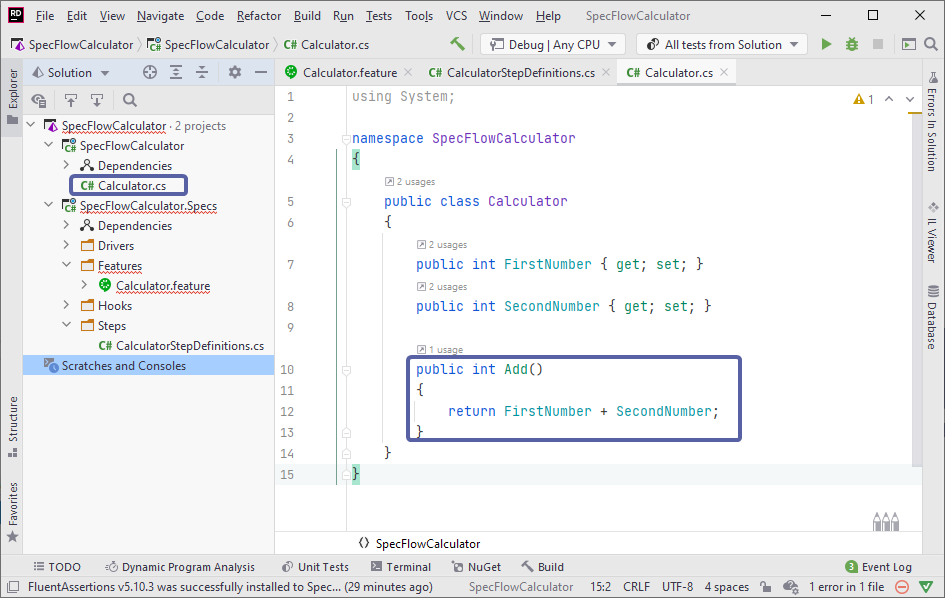 RD File Edit View Navigate Code Refactor Build Run Tests Tools VCS Window Help SpecFlowCalculator
SpecFlowCalculator SpecFlowCalculator C# Calculator.cs Debug | Any CPU All tests from Solution
Explorer
Solution
Calculator.feature C# CalculatorStepDefinitions.cs C# Calculator.cs
SpecFlowCalculator · 2 projects
SpecFlowCalculator
Dependencies
C# Calculator.cs
SpecFlowCalculator.Specs
Dependencies
Drivers
Features
Calculator.feature
Hooks
Steps
C# CalculatorStepDefinitions.cs
Scratches and Consoles
Structure
Favorites
1 using System;
1
2
3 namespace SpecFlowCalculator
4 {
2 usages
5 public class Calculator
6 {
2 usages
7 public int FirstNumber { get; set; }
2 usages
8 public int SecondNumber { get; set; }
9
1 usage
10 public int Add()
11 {
12 return FirstNumber + SecondNumber;
13 }
14 }
15 }
SpecFlowCalculator
Errors In Solution
IL Viewer
Database
TODO Dynamic Program Analysis Unit Tests Terminal NuGet Build 3 Event Log
FluentAssertions v5.10.3 was successfully installed to Spec... (29 minutes ago) SpecFlowCalculator 15:2 CRLF UTF-8 4 spaces 1 error in 1 file